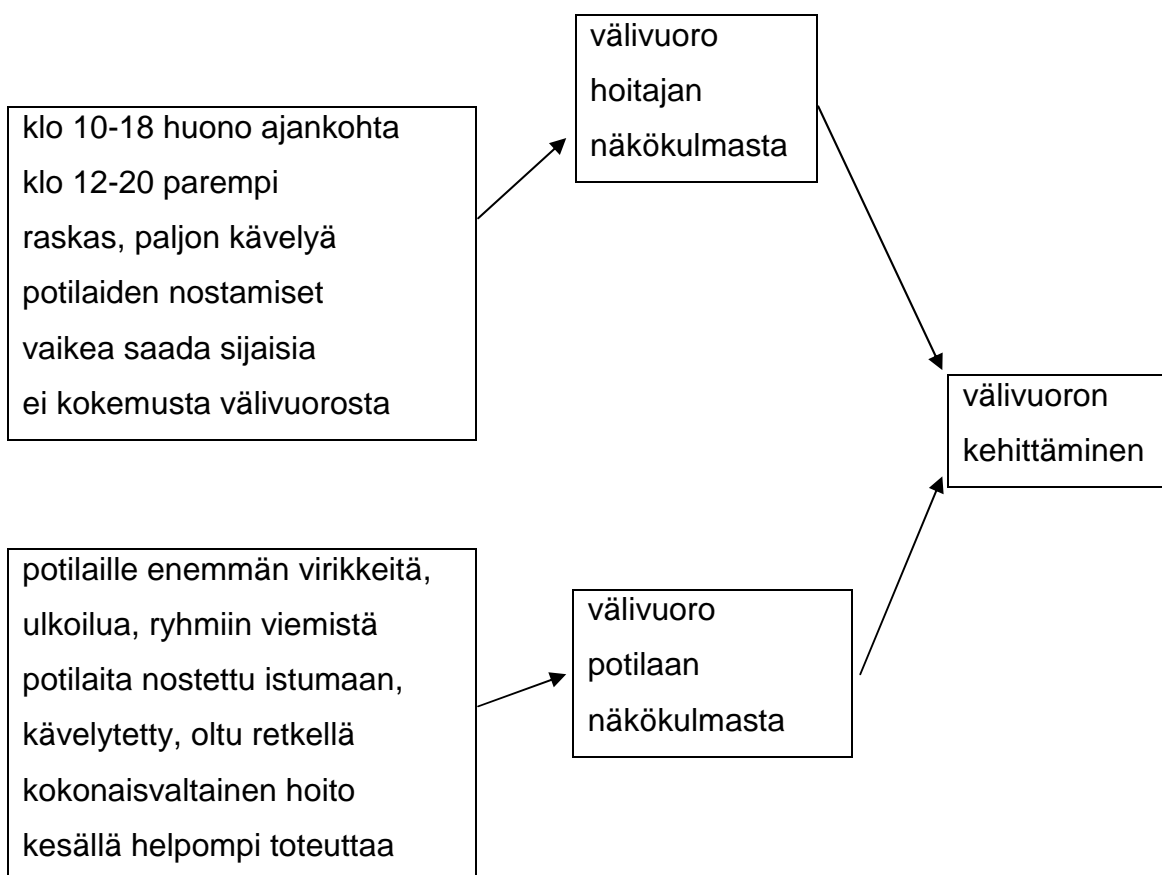 välivuoro
hoitajan
näkökulmasta
klo 10-18 huono ajankohta
klo 12-20 parempi
raskas, paljon kävelyä
potilaiden nostamiset
vaikea saada sijaisia
ei kokemusta välivuorosta
välivuoron
kehittäminen
potilaille enemmän virikkeitä,
ulkoilua, ryhmiin viemistä
potilaita nostettu istumaan,
kävelytetty, oltu retkellä
kokonaisvaltainen hoito
kesällä helpompi toteuttaa
välivuoro
potilaan
näkökulmasta